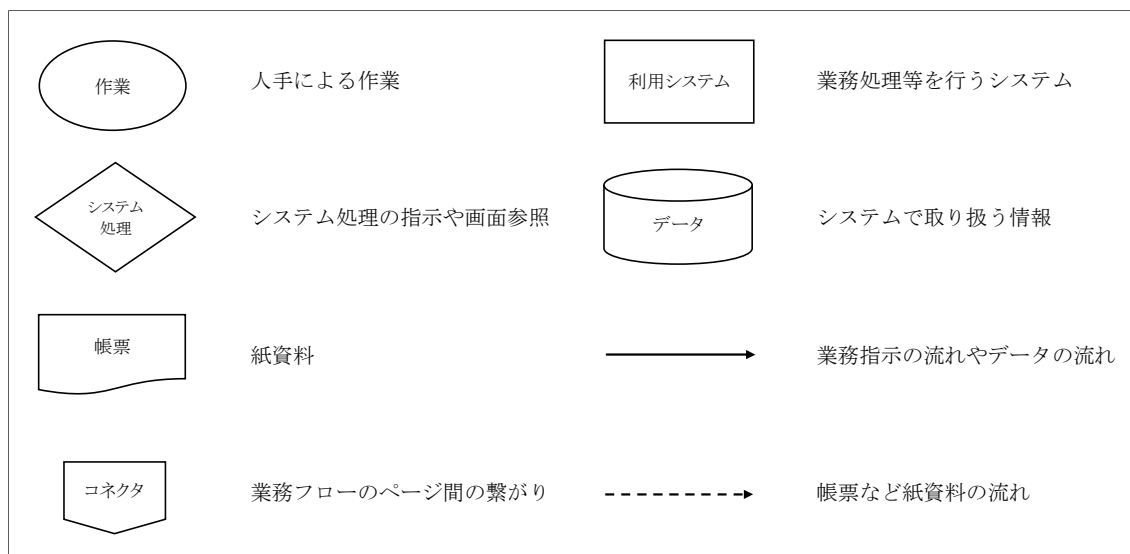 作業
人手による作業
利用システム
業務処理等を行うシステム
システム
処理
システム処理の指示や画面参照
データ
システムで取り扱う情報
帳票
紙資料
業務指示の流れやデータの流れ
コネクタ
業務フローのページ間の繋がり
帳票など紙資料の流れ